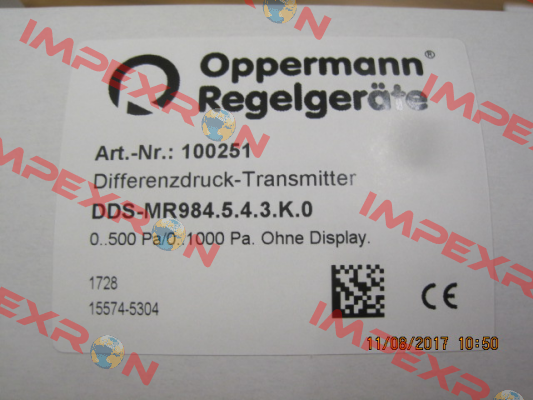 Oppermann®
Regelgeräte
Art.-Nr.: 100251
Differenzdruck-Transmitter
DDS-MR984.5.4.3.K.0
0..500 Pa/0..1000 Pa. Ohne Display.
1728
15574-5304
CE
11/08/2017 10:50
IMPEXRON
IMPEXRON
IMPEXRON
IMPEXRON
IMPEXRON